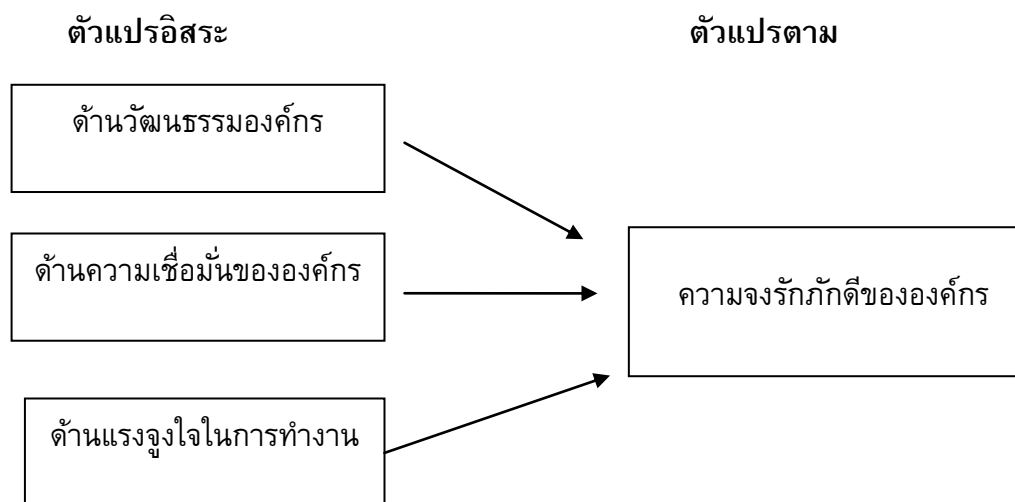 ตัวแปรอิสระ
ตัวแปรตาม
ด้านวัฒนธรรมองค์กร
ด้านความเชื่อมั่นขององค์กร
ความจงรักภักดีขององค์กร
ด้านแรงจูงใจในการทำงาน